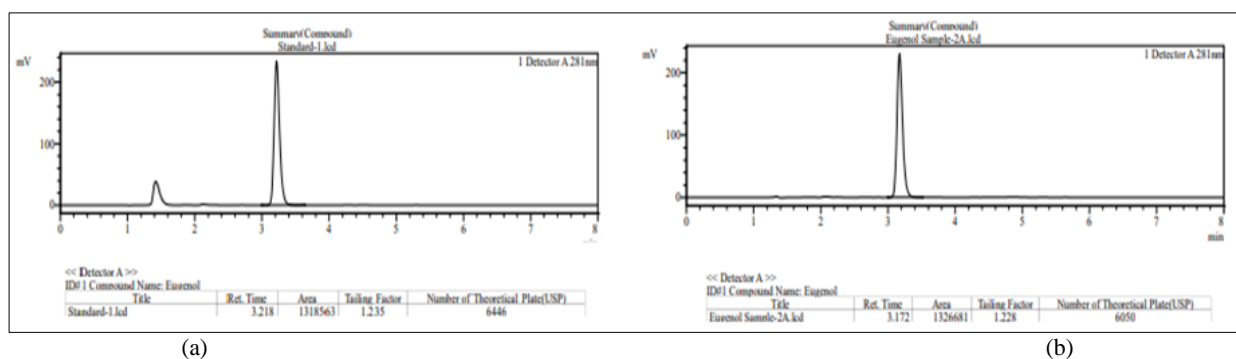 Summary(Compound)
Standard-1.lcd
mV
1 Detector A 281nm
200
100
0
0 1 2 3 4 5 6 7 8
<< Detector A >>
ID#1 Compound Name: Eugenol
Title Ret. Time Area Tailing Factor Number of Theoretical Plate(USP)
Standard-1.lcd 3.218 1318563 1.235 6446
(a)
Summary(Compound)
Eugenol Sample-2A.lcd
mV
1 Detector A 281nm
200
100
0
0 1 2 3 4 5 6 7 8
min
<< Detector A >>
ID#1 Compound Name: Eugenol
Title Ret. Time Area Tailing Factor Number of Theoretical Plate(USP)
Eugenol Sample-2A.lcd 3.172 1326681 1.228 6050
(b)